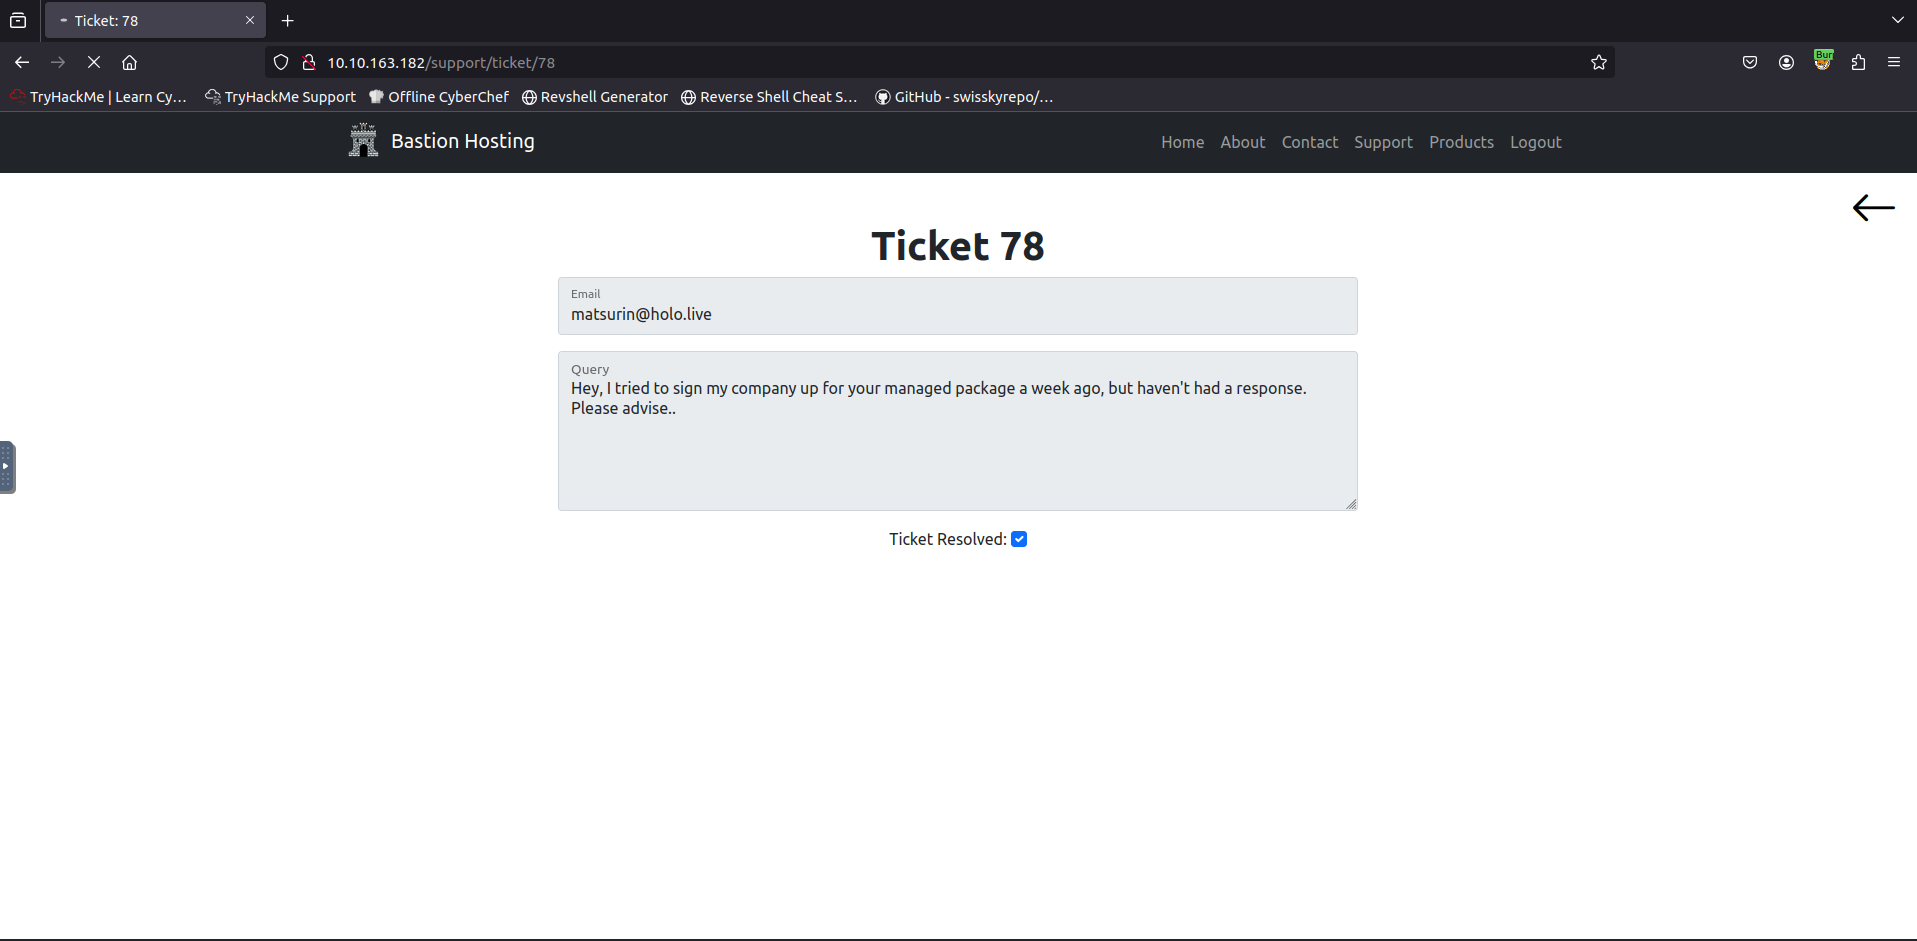 Ticket: 78
10.10.163.182/support/ticket/78
Bur
TryHackMe | Learn Cy… TryHackMe Support Offline CyberChef Revshell Generator Reverse Shell Cheat S… GitHub - swisskyrepo/…
Bastion Hosting Home About Contact Support Products Logout
Ticket 78
Email
matsurin@holo.live
Query
Hey, I tried to sign my company up for your managed package a week ago, but haven't had a response.
Please advise..
Ticket Resolved: